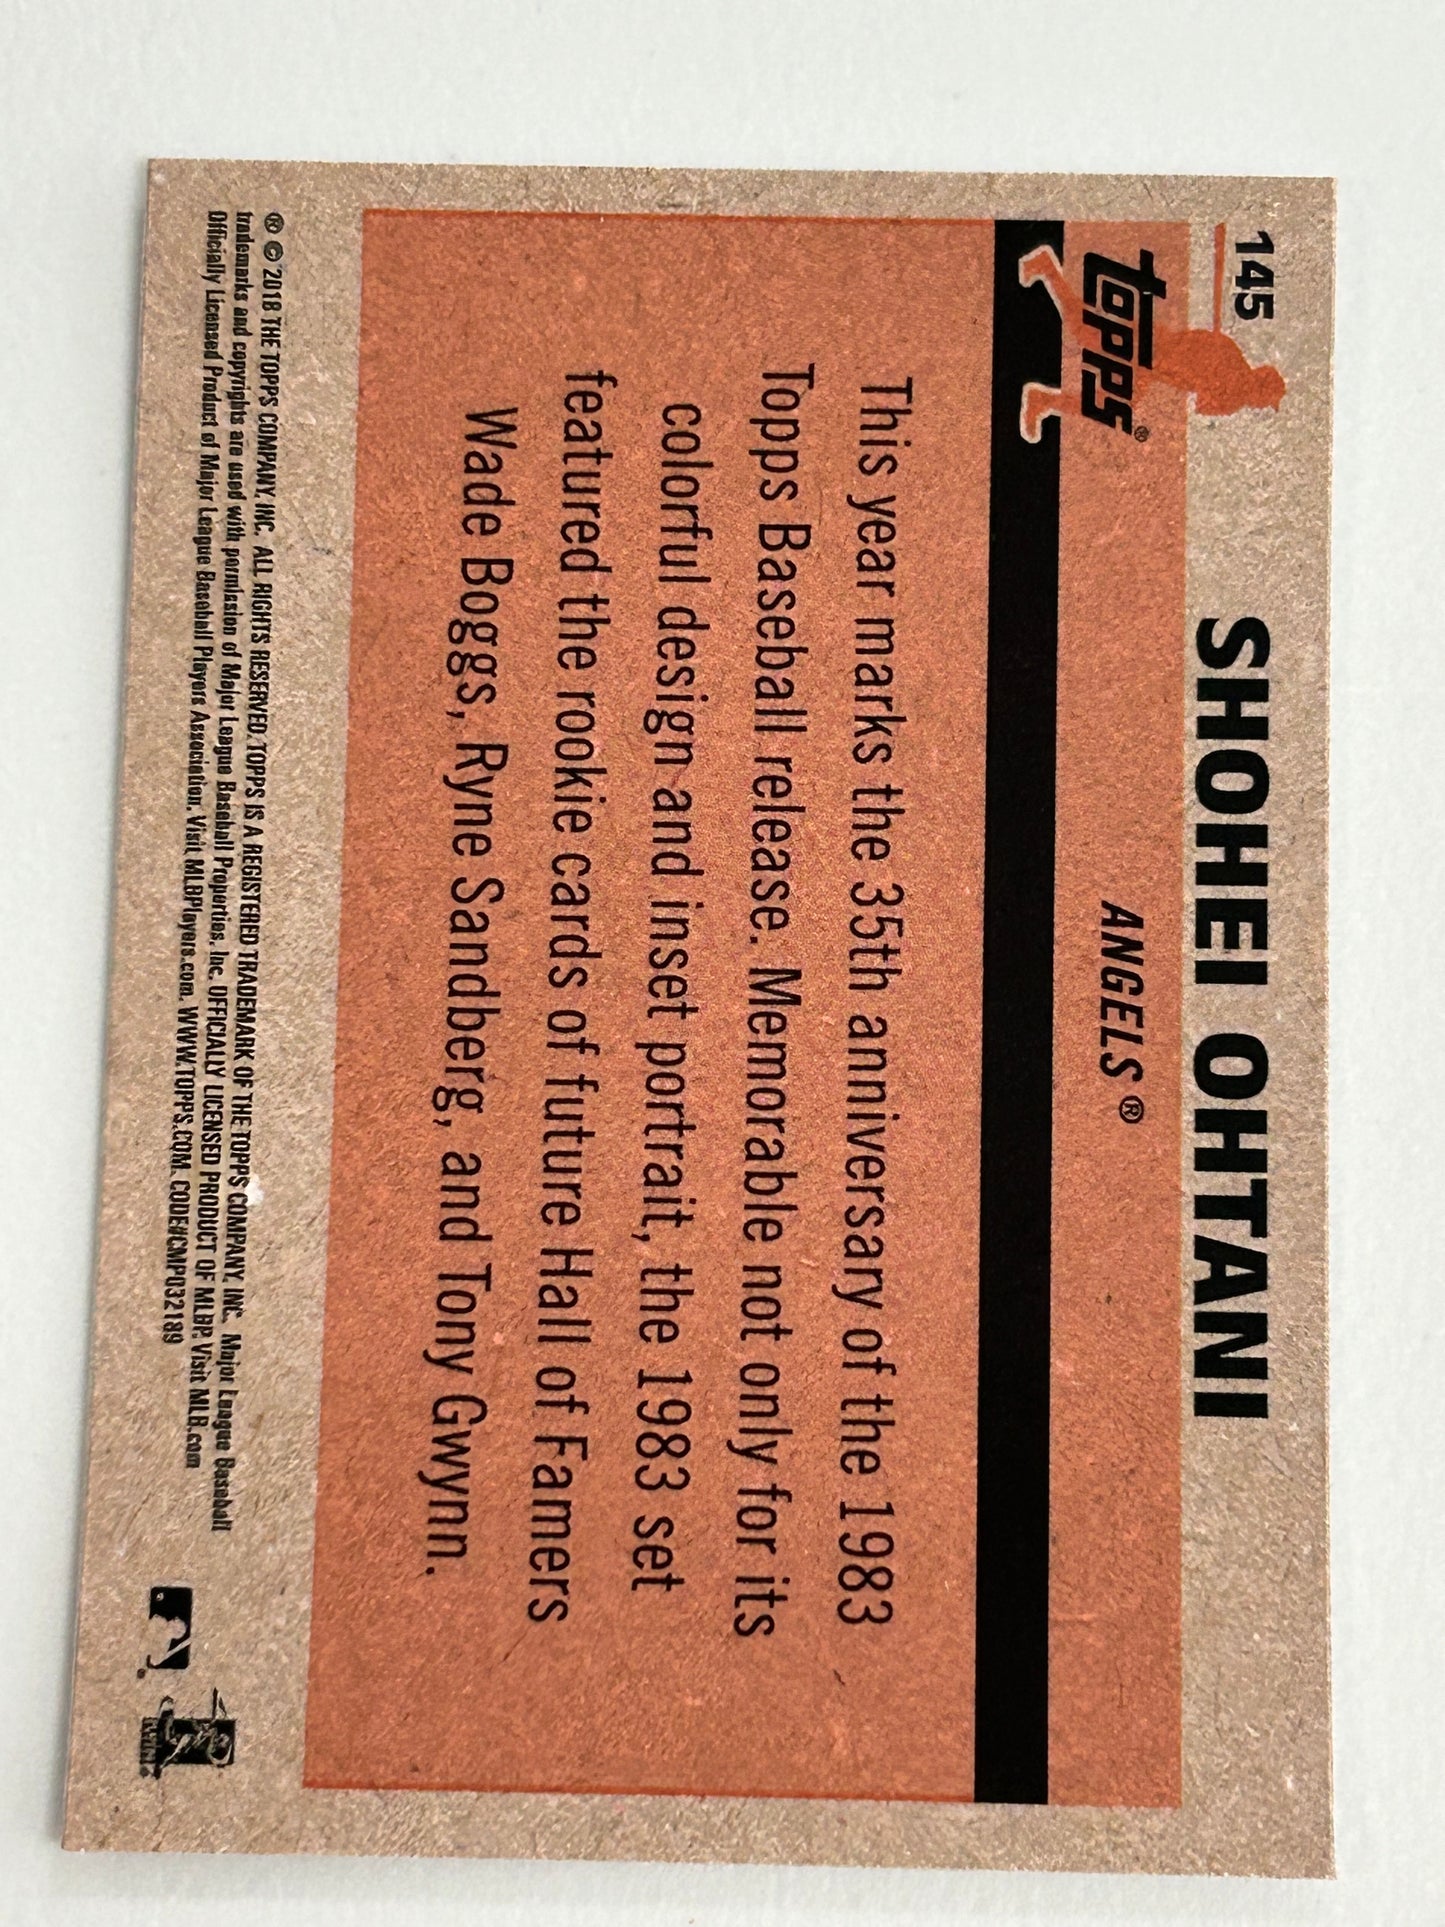 145
SHOHEI OHTANI
Topps®
ANGELS®
This year marks the 35th anniversary of the 1983
Topps Baseball release. Memorable not only for its
colorful design and inset portrait, the 1983 set
featured the rookie cards of future Hall of Famers
Wade Boggs, Ryne Sandberg, and Tony Gwynn.
® © 2018 THE TOPPS COMPANY, INC. ALL RIGHTS RESERVED. TOPPS IS A REGISTERED TRADEMARK OF THE TOPPS COMPANY, INC. Major League Baseball
trademarks and copyrights are used with permission of Major League Baseball Properties, Inc. OFFICIALLY LICENSED PRODUCT OF MLBP. Visit MLB.com
Officially Licensed Product of Major League Baseball Players Association. Visit MLBPlayers.com. WWW.TOPPS.COM. CODE#CMP032189